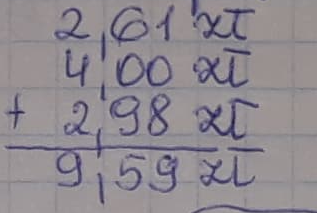 2,61 zł
4,00 zł
+ 2,98 zł
9,59 zł